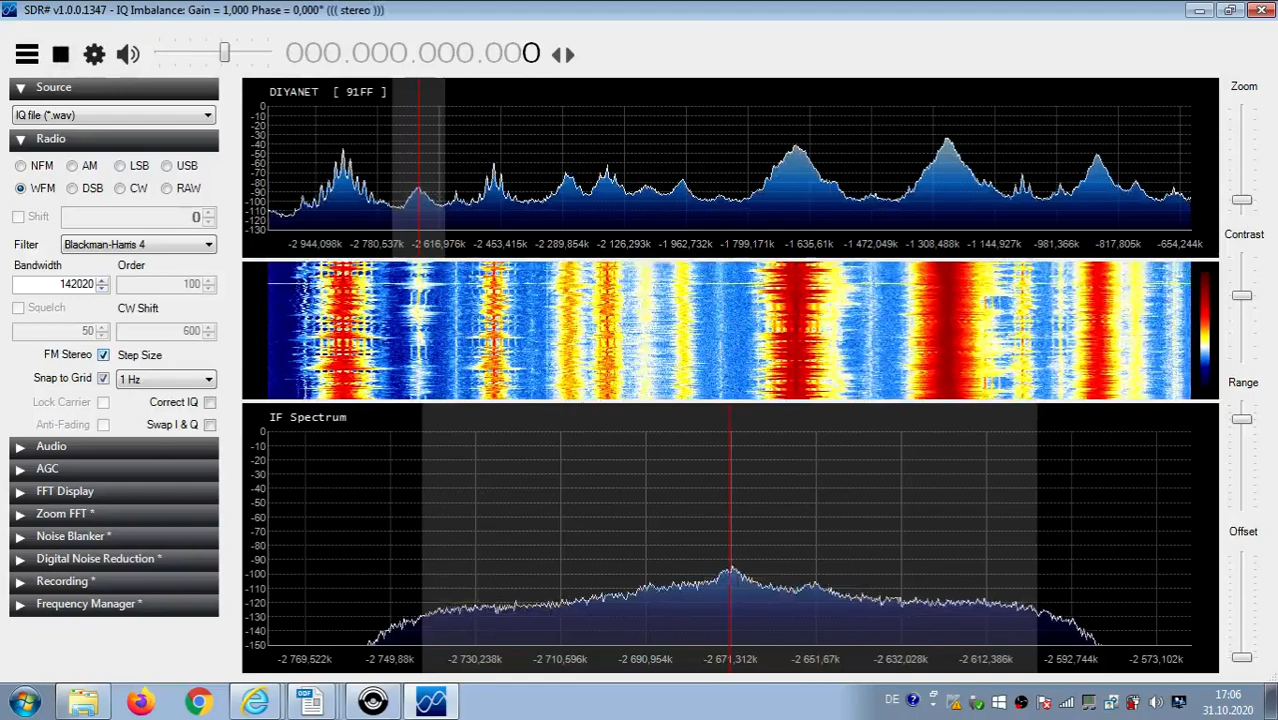 SDR# v1.0.0.1347 - IQ Imbalance: Gain = 1,000 Phase = 0,000* ((( stereo )))
000.000.000.000
Source
IQ file (*.wav)
Radio
NFM AM LSB USB
WFM DSB CW RAW
Shift 0
Filter Blackman-Harris 4
Bandwidth Order
142020 100
Squelch CW Shift
50 600
FM Stereo Step Size
Snap to Grid 1 Hz
Lock Carrier Correct IQ
Anti-Fading Swap I & Q
Audio
AGC
FFT Display
Zoom FFT *
Noise Blanker *
Digital Noise Reduction *
Recording *
Frequency Manager *
DIYANET [ 91FF ]
0
-10
-20
-30
-40
-50
-60
-70
-80
-90
-100
-110
-120
-130
-2 944,098k -2 780,537k -2 616,976k -2 453,415k -2 289,854k -2 126,293k -1 962,732k -1 799,171k -1 635,61k -1 472,049k -1 308,488k -1 144,927k -981,366k -817,805k -654,244k
IF Spectrum
0
-10
-20
-30
-40
-50
-60
-70
-80
-90
-100
-110
-120
-130
-140
-150
-2 769,522k -2 749,88k -2 730,238k -2 710,596k -2 690,954k -2 671,312k -2 651,67k -2 632,028k -2 612,386k -2 592,744k -2 573,102k
Zoom
Contrast
Range
Offset
DE
17:06
31.10.2020